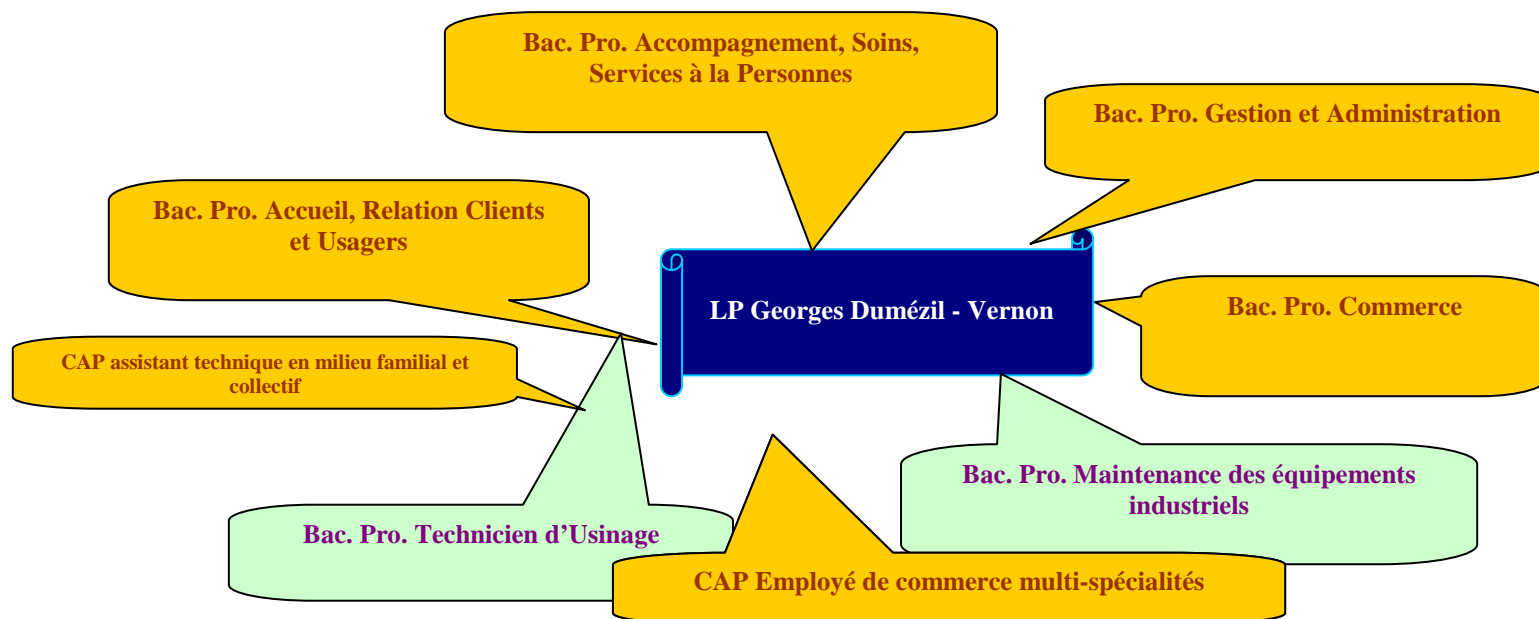 Bac. Pro. Accompagnement, Soins,
Services à la Personnes
Bac. Pro. Gestion et Administration
Bac. Pro. Accueil, Relation Clients
et Usagers
LP Georges Dumézil - Vernon
Bac. Pro. Commerce
CAP assistant technique en milieu familial et
collectif
Bac. Pro. Maintenance des équipements
industriels
Bac. Pro. Technicien d’Usinage
CAP Employé de commerce multi-spécialités